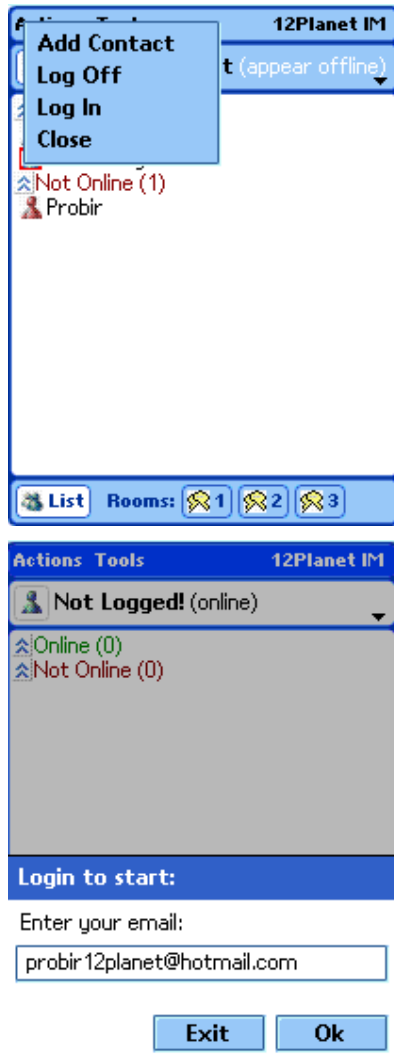 12Planet IM
Add Contact
t (appear offline)
Log Off
Log In
Close
Not Online (1)
Probir
List Rooms: 1 2 3
Actions Tools 12Planet IM
Not Logged! (online)
Online (0)
Not Online (0)
Login to start:
Enter your email:
probir12planet@hotmail.com
Exit Ok